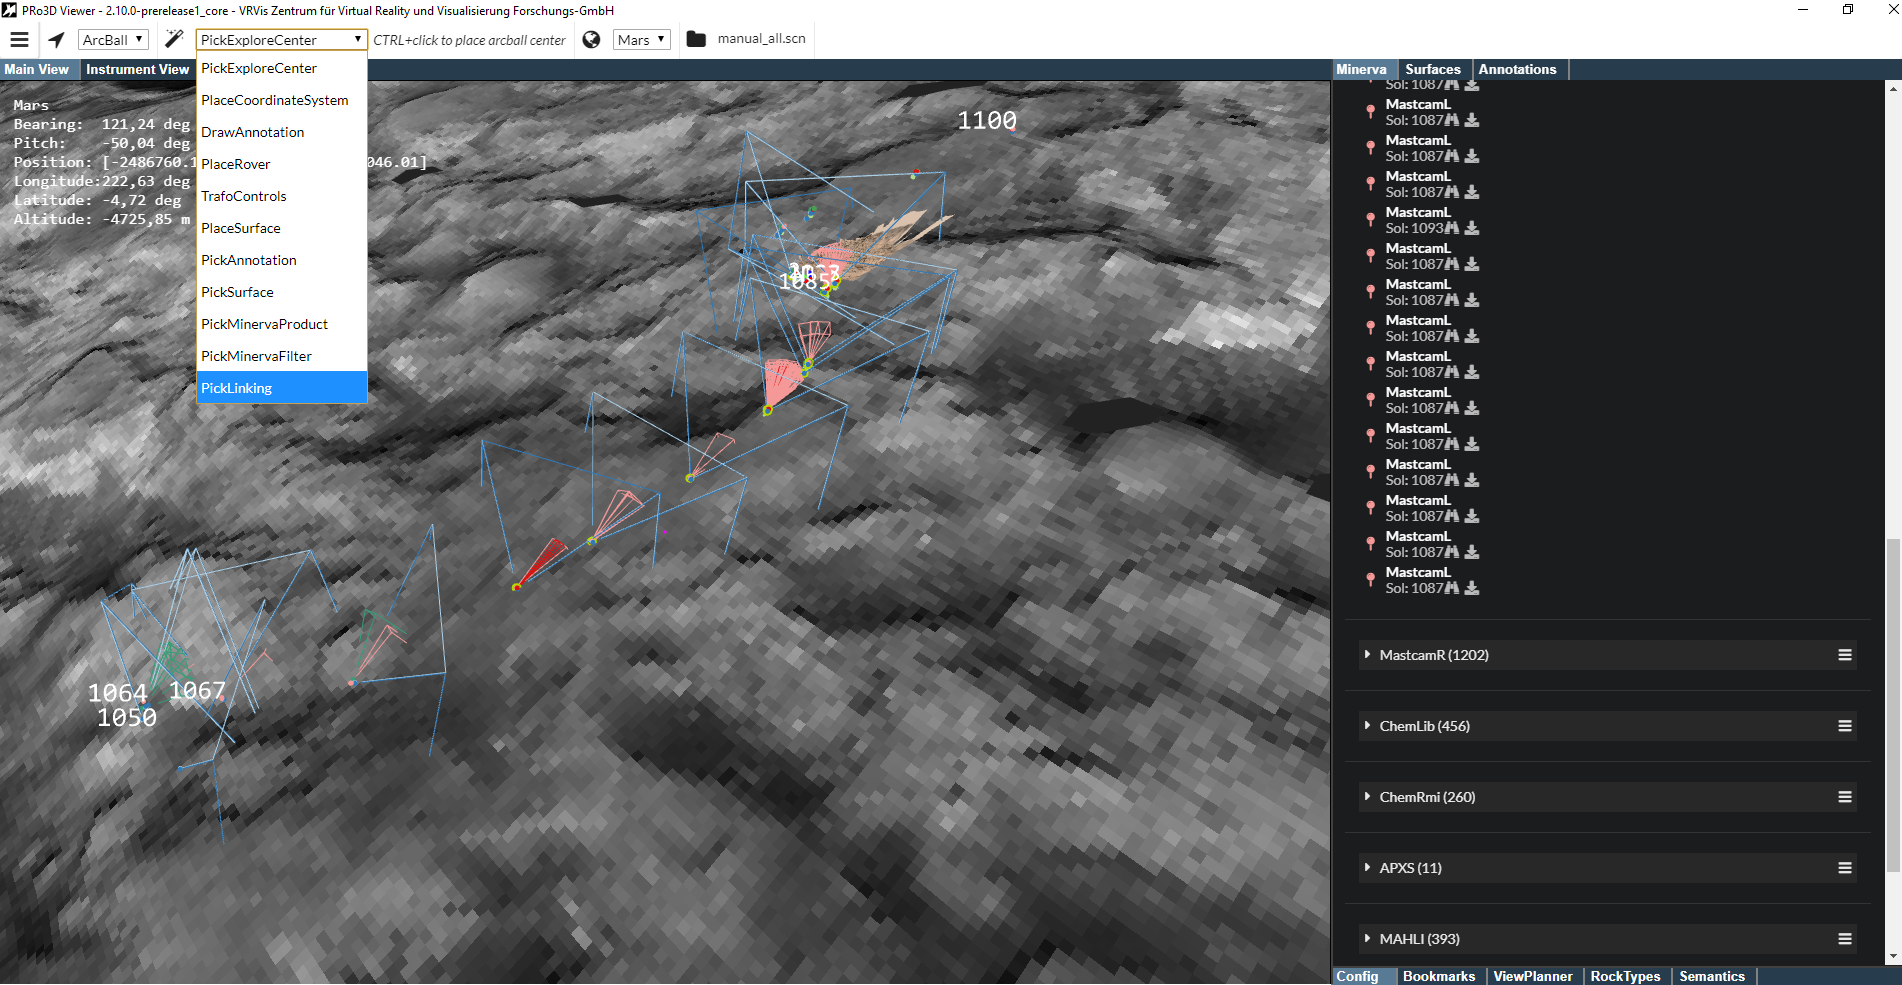 PRo3D Viewer - 2.10.0-prerelease1_core - VRVis Zentrum für Virtual Reality und Visualisierung Forschungs-GmbH
ArcBall PickExploreCenter CTRL+click to place arcball center Mars manual_all.scn
Main View Instrument View
PickExploreCenter
PlaceCoordinateSystem
DrawAnnotation
PlaceRover
TrafoControls
PlaceSurface
PickAnnotation
PickSurface
PickMinervaProduct
PickMinervaFilter
PickLinking
Mars
Bearing: 121,24 deg
Pitch: -50,04 deg
Position: [-2486760.1 046.01]
Longitude:222,63 deg
Latitude: -4,72 deg
Altitude: -4725,85 m
1100
1085
1064
1067
1050
Minerva Surfaces Annotations
Sol: 1087
MastcamL
Sol: 1087
MastcamL
Sol: 1087
MastcamL
Sol: 1087
MastcamL
Sol: 1093
MastcamL
Sol: 1087
MastcamL
Sol: 1087
MastcamL
Sol: 1087
MastcamL
Sol: 1087
MastcamL
Sol: 1087
MastcamL
Sol: 1087
MastcamL
Sol: 1087
MastcamL
Sol: 1087
MastcamL
Sol: 1087
MastcamL
Sol: 1087
MastcamR (1202)
ChemLib (456)
ChemRmi (260)
APXS (11)
MAHLI (393)
Config Bookmarks ViewPlanner RockTypes Semantics